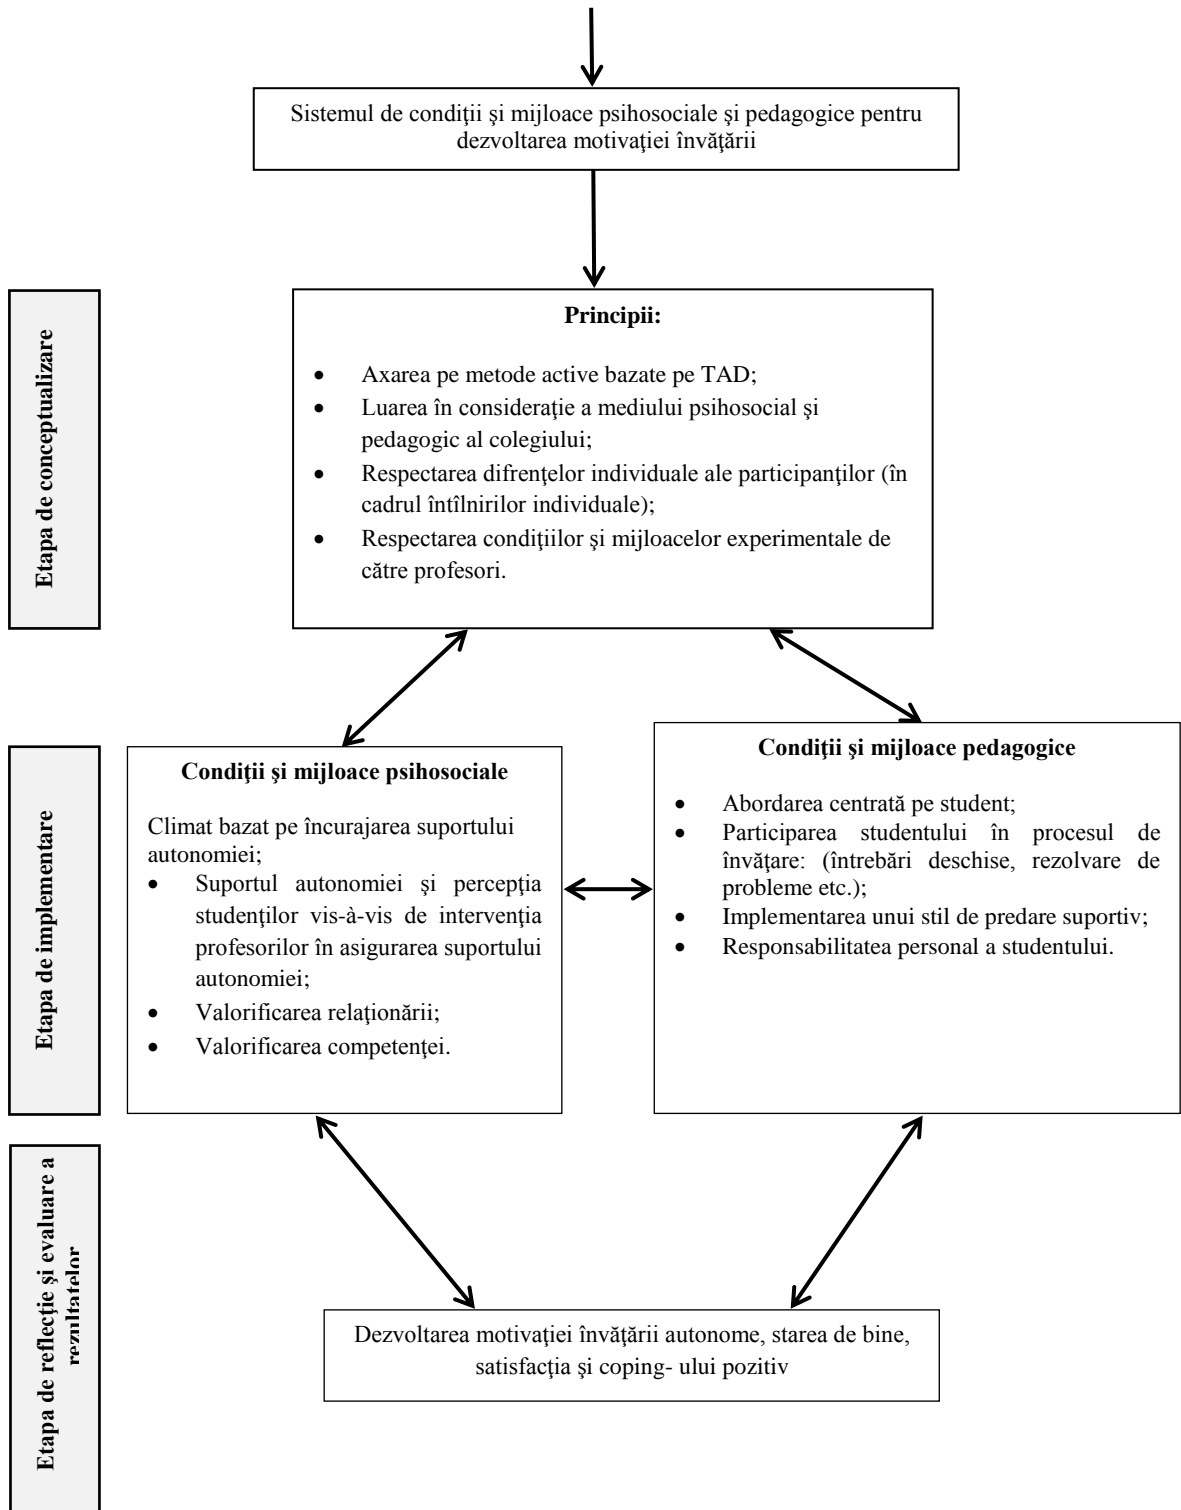 Sistemul de condiţii şi mijloace psihosociale şi pedagogice pentru
dezvoltarea motivaţiei învăţării
Etapa de conceptualizare
Principii:
• Axarea pe metode active bazate pe TAD;
• Luarea în consideraţie a mediului psihosocial şi
pedagogic al colegiului;
• Respectarea difrenţelor individuale ale participanţilor (în
cadrul întîlnirilor individuale);
• Respectarea condiţiilor şi mijloacelor experimentale de
către profesori.
Etapa de implementare
Condiţii şi mijloace psihosociale
Climat bazat pe încurajarea suportului
autonomiei;
• Suportul autonomiei şi percepţia
studenţilor vis-à-vis de intervenţia
profesorilor în asigurarea suportului
autonomiei;
• Valorificarea relaţionării;
• Valorificarea competenţei.
Condiţii şi mijloace pedagogice
• Abordarea centrată pe student;
• Participarea studentului în procesul de
învăţare: (întrebări deschise, rezolvare de
probleme etc.);
• Implementarea unui stil de predare suportiv;
• Responsabilitatea personal a studentului.
Etapa de reflecţie şi evaluare a
rezultatelor
Dezvoltarea motivaţiei învăţării autonome, starea de bine,
satisfacţia şi coping- ului pozitiv